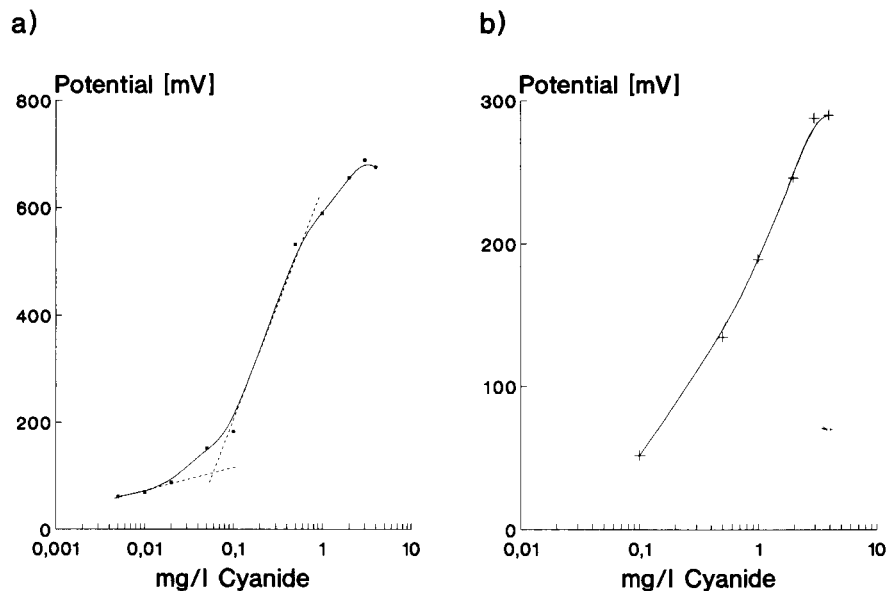 a)
Potential [mV]
800
600
400
200
0
0,001 0,01 0,1 1 10
mg/l Cyanide
b)
Potential [mV]
300
200
100
0
0,01 0,1 1 10
mg/l Cyanide